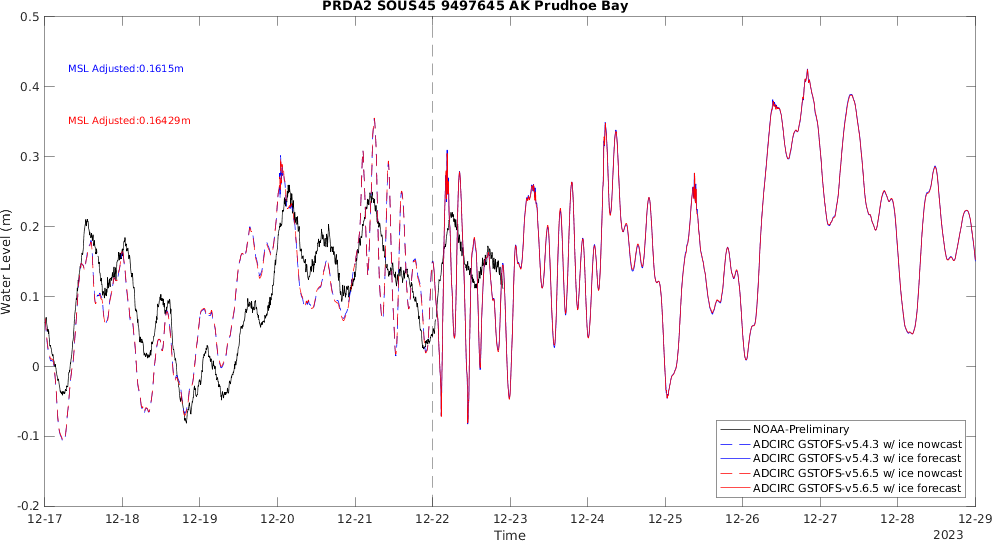 PRDA2 SOUS45 9497645 AK Prudhoe Bay
0.5
0.4
0.3
0.2
0.1
0
-0.1
-0.2
Water Level (m)
MSL Adjusted:0.1615m
MSL Adjusted:0.16429m
NOAA-Preliminary
ADCIRC GSTOFS-v5.4.3 w/ ice nowcast
ADCIRC GSTOFS-v5.4.3 w/ ice forecast
ADCIRC GSTOFS-v5.6.5 w/ ice nowcast
ADCIRC GSTOFS-v5.6.5 w/ ice forecast
12-17 12-18 12-19 12-20 12-21 12-22 12-23 12-24 12-25 12-26 12-27 12-28 12-29
Time
2023